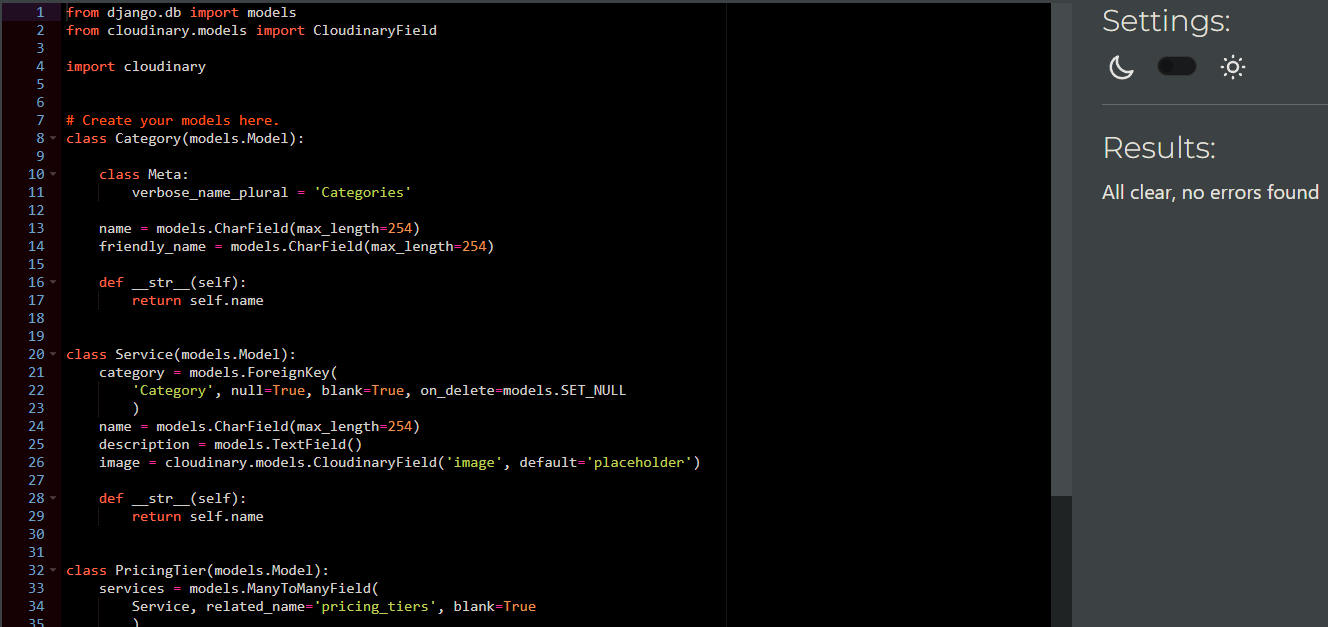 1 from django.db import models
2 from cloudinary.models import CloudinaryField
3
4 import cloudinary
5
6
7 # Create your models here.
8 class Category(models.Model):
9
10     class Meta:
11         verbose_name_plural = 'Categories'
12
13     name = models.CharField(max_length=254)
14     friendly_name = models.CharField(max_length=254)
15
16     def __str__(self):
17         return self.name
18
19
20 class Service(models.Model):
21     category = models.ForeignKey(
22         'Category', null=True, blank=True, on_delete=models.SET_NULL
23         )
24     name = models.CharField(max_length=254)
25     description = models.TextField()
26     image = cloudinary.models.CloudinaryField('image', default='placeholder')
27
28     def __str__(self):
29         return self.name
30
31
32 class PricingTier(models.Model):
33     services = models.ManyToManyField(
34         Service, related_name='pricing_tiers', blank=True
35         )
Settings:
Results:
All clear, no errors found